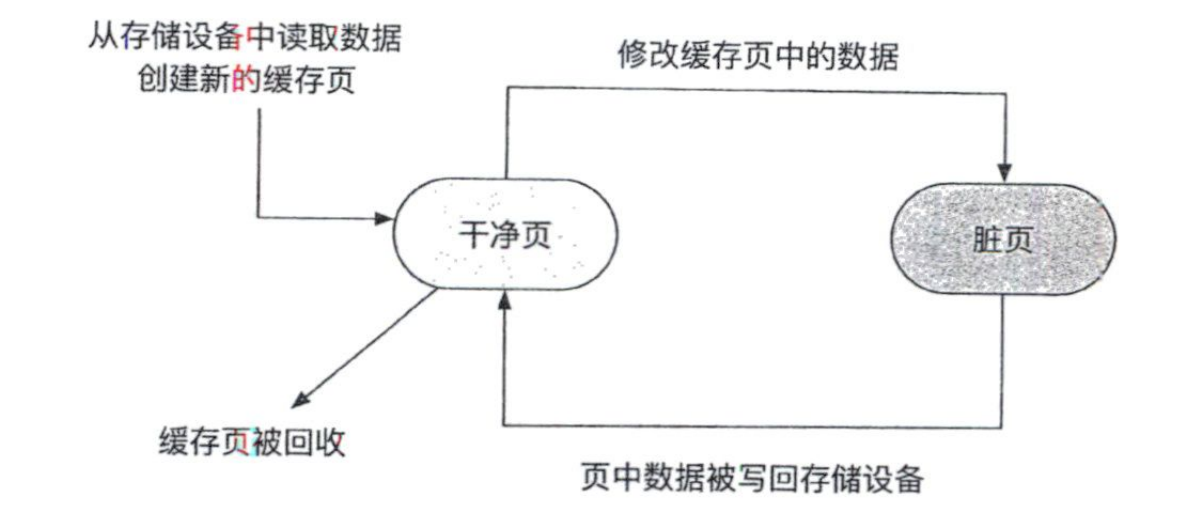 从存储设备中读取数据
创建新的缓存页
修改缓存页中的数据
干净页
脏页
缓存页被回收
页中数据被写回存储设备